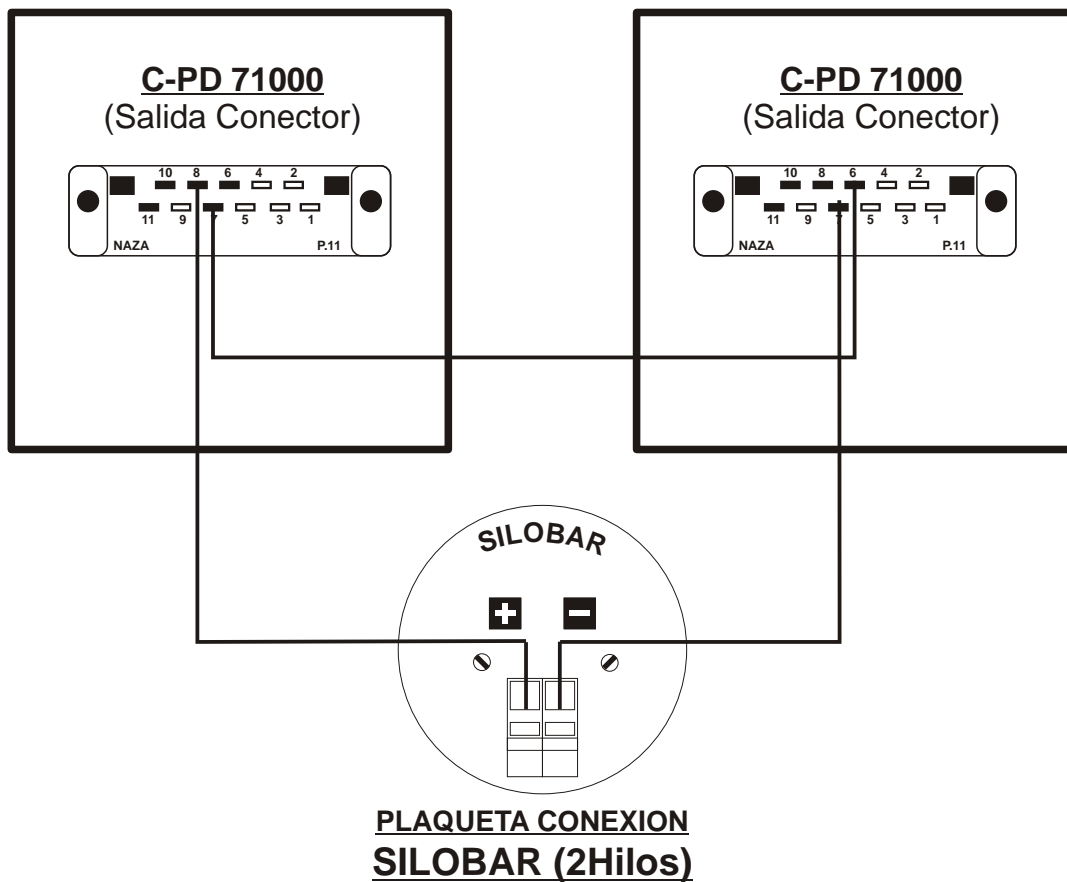 C-PD 71000
(Salida Conector)
10 8 6 4 2
11 9 7 5 3 1
NAZA P.11
C-PD 71000
(Salida Conector)
10 8 6 4 2
11 9 7 5 3 1
NAZA P.11
SILOBAR
+ −
PLAQUETA CONEXION
SILOBAR (2Hilos)